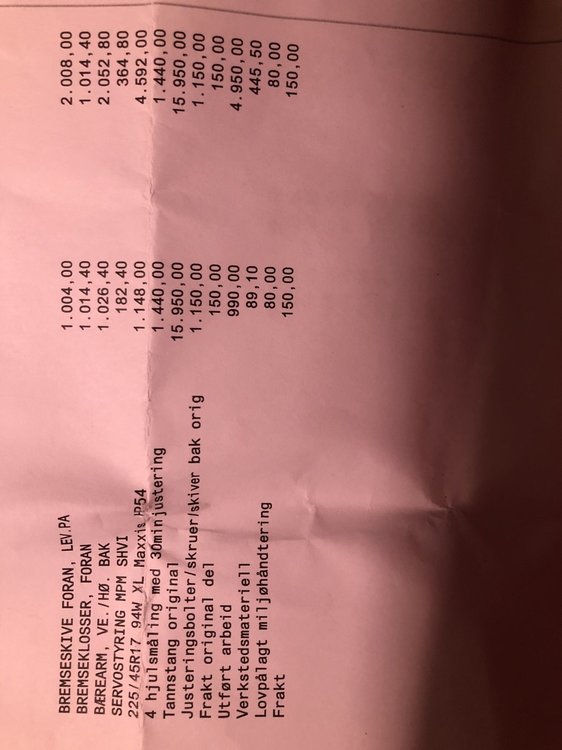 BREMSESKIVE FORAN, LEV.PA 1.004,00 2.008,00
BREMSEKLOSSER, FORAN 1.014,40 1.014,40
BÆREARM, VE./HØ. BAK 1.026,40 2.052,80
SERVOSTYRING MPM SHVI 182,40 364,80
225/45R17 94W XL Maxxis HP54 1.148,00 4.592,00
4 hjulsmåling med 30minjustering 1.440,00 1.440,00
Tannstang original 15.950,00 15.950,00
Justeringsbolter/skruer/skiver bak orig 1.150,00 1.150,00
Frakt original del 150,00 150,00
Utført arbeid 990,00 4.950,00
Verkstedsmateriell 89,10 445,50
Lovpålagt miljøhåndtering 80,00 80,00
Frakt 150,00 150,00